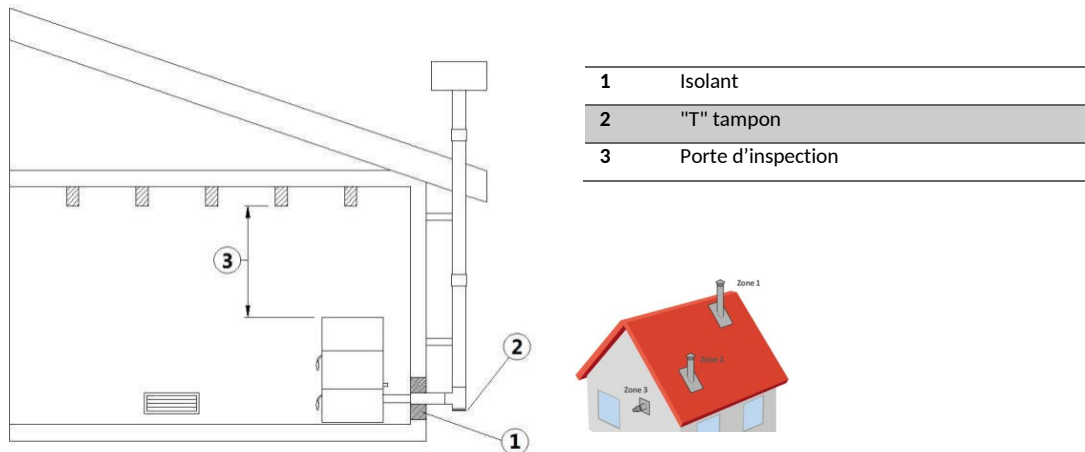 1 Isolant
2 "T" tampon
3 Porte d’inspection
3
2
1
Zone 1
Zone 2
Zone 3